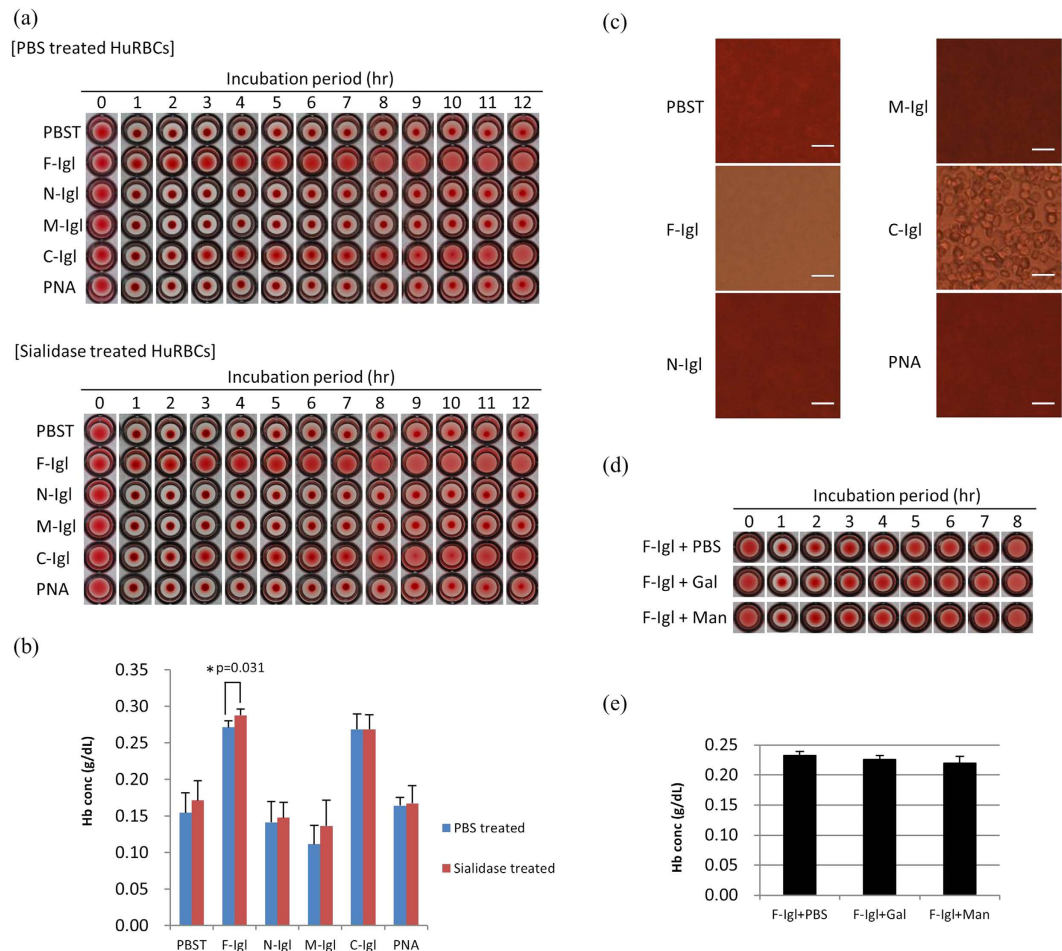 (a)
[PBS treated HuRBCs]
Incubation period (hr)
0 1 2 3 4 5 6 7 8 9 10 11 12
PBST
F-Igl
N-Igl
M-Igl
C-Igl
PNA
[Sialidase treated HuRBCs]
Incubation period (hr)
0 1 2 3 4 5 6 7 8 9 10 11 12
PBST
F-Igl
N-Igl
M-Igl
C-Igl
PNA
(b)
*p=0.031
Hb conc (g/dL)
0.35
0.30
0.25
0.20
0.15
0.10
0.05
0.00
PBST F-Igl N-Igl M-Igl C-Igl PNA
PBS treated
Sialidase treated
(c)
PBST
M-Igl
F-Igl
C-Igl
N-Igl
PNA
(d)
Incubation period (hr)
0 1 2 3 4 5 6 7 8
F-Igl + PBS
F-Igl + Gal
F-Igl + Man
(e)
Hb conc (g/dL)
0.25
0.20
0.15
0.10
0.05
0.00
F-Igl+PBS F-Igl+Gal F-Igl+Man